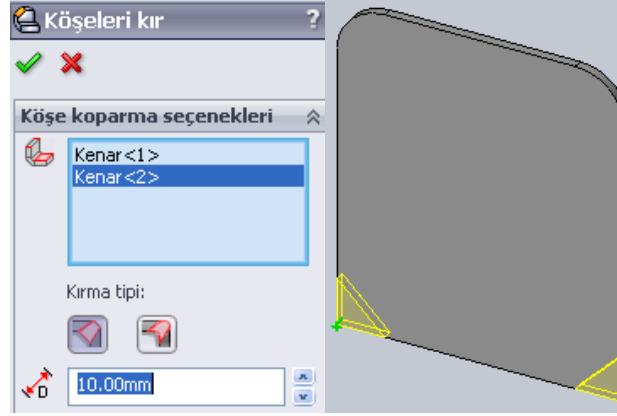 Köşeleri kır ?
Köşe koparma seçenekleri
Kenar<1>
Kenar<2>
Kırma tipi:
D 10.00mm